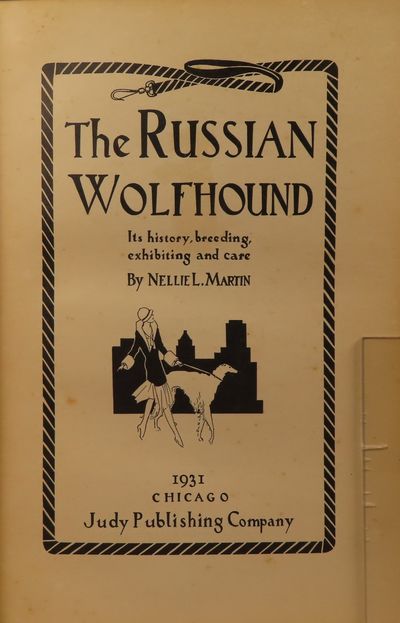 The RUSSIAN
WOLFHOUND
Its history, breeding,
exhibiting and care
By NELLIE L. MARTIN
1931
CHICAGO
Judy Publishing Company